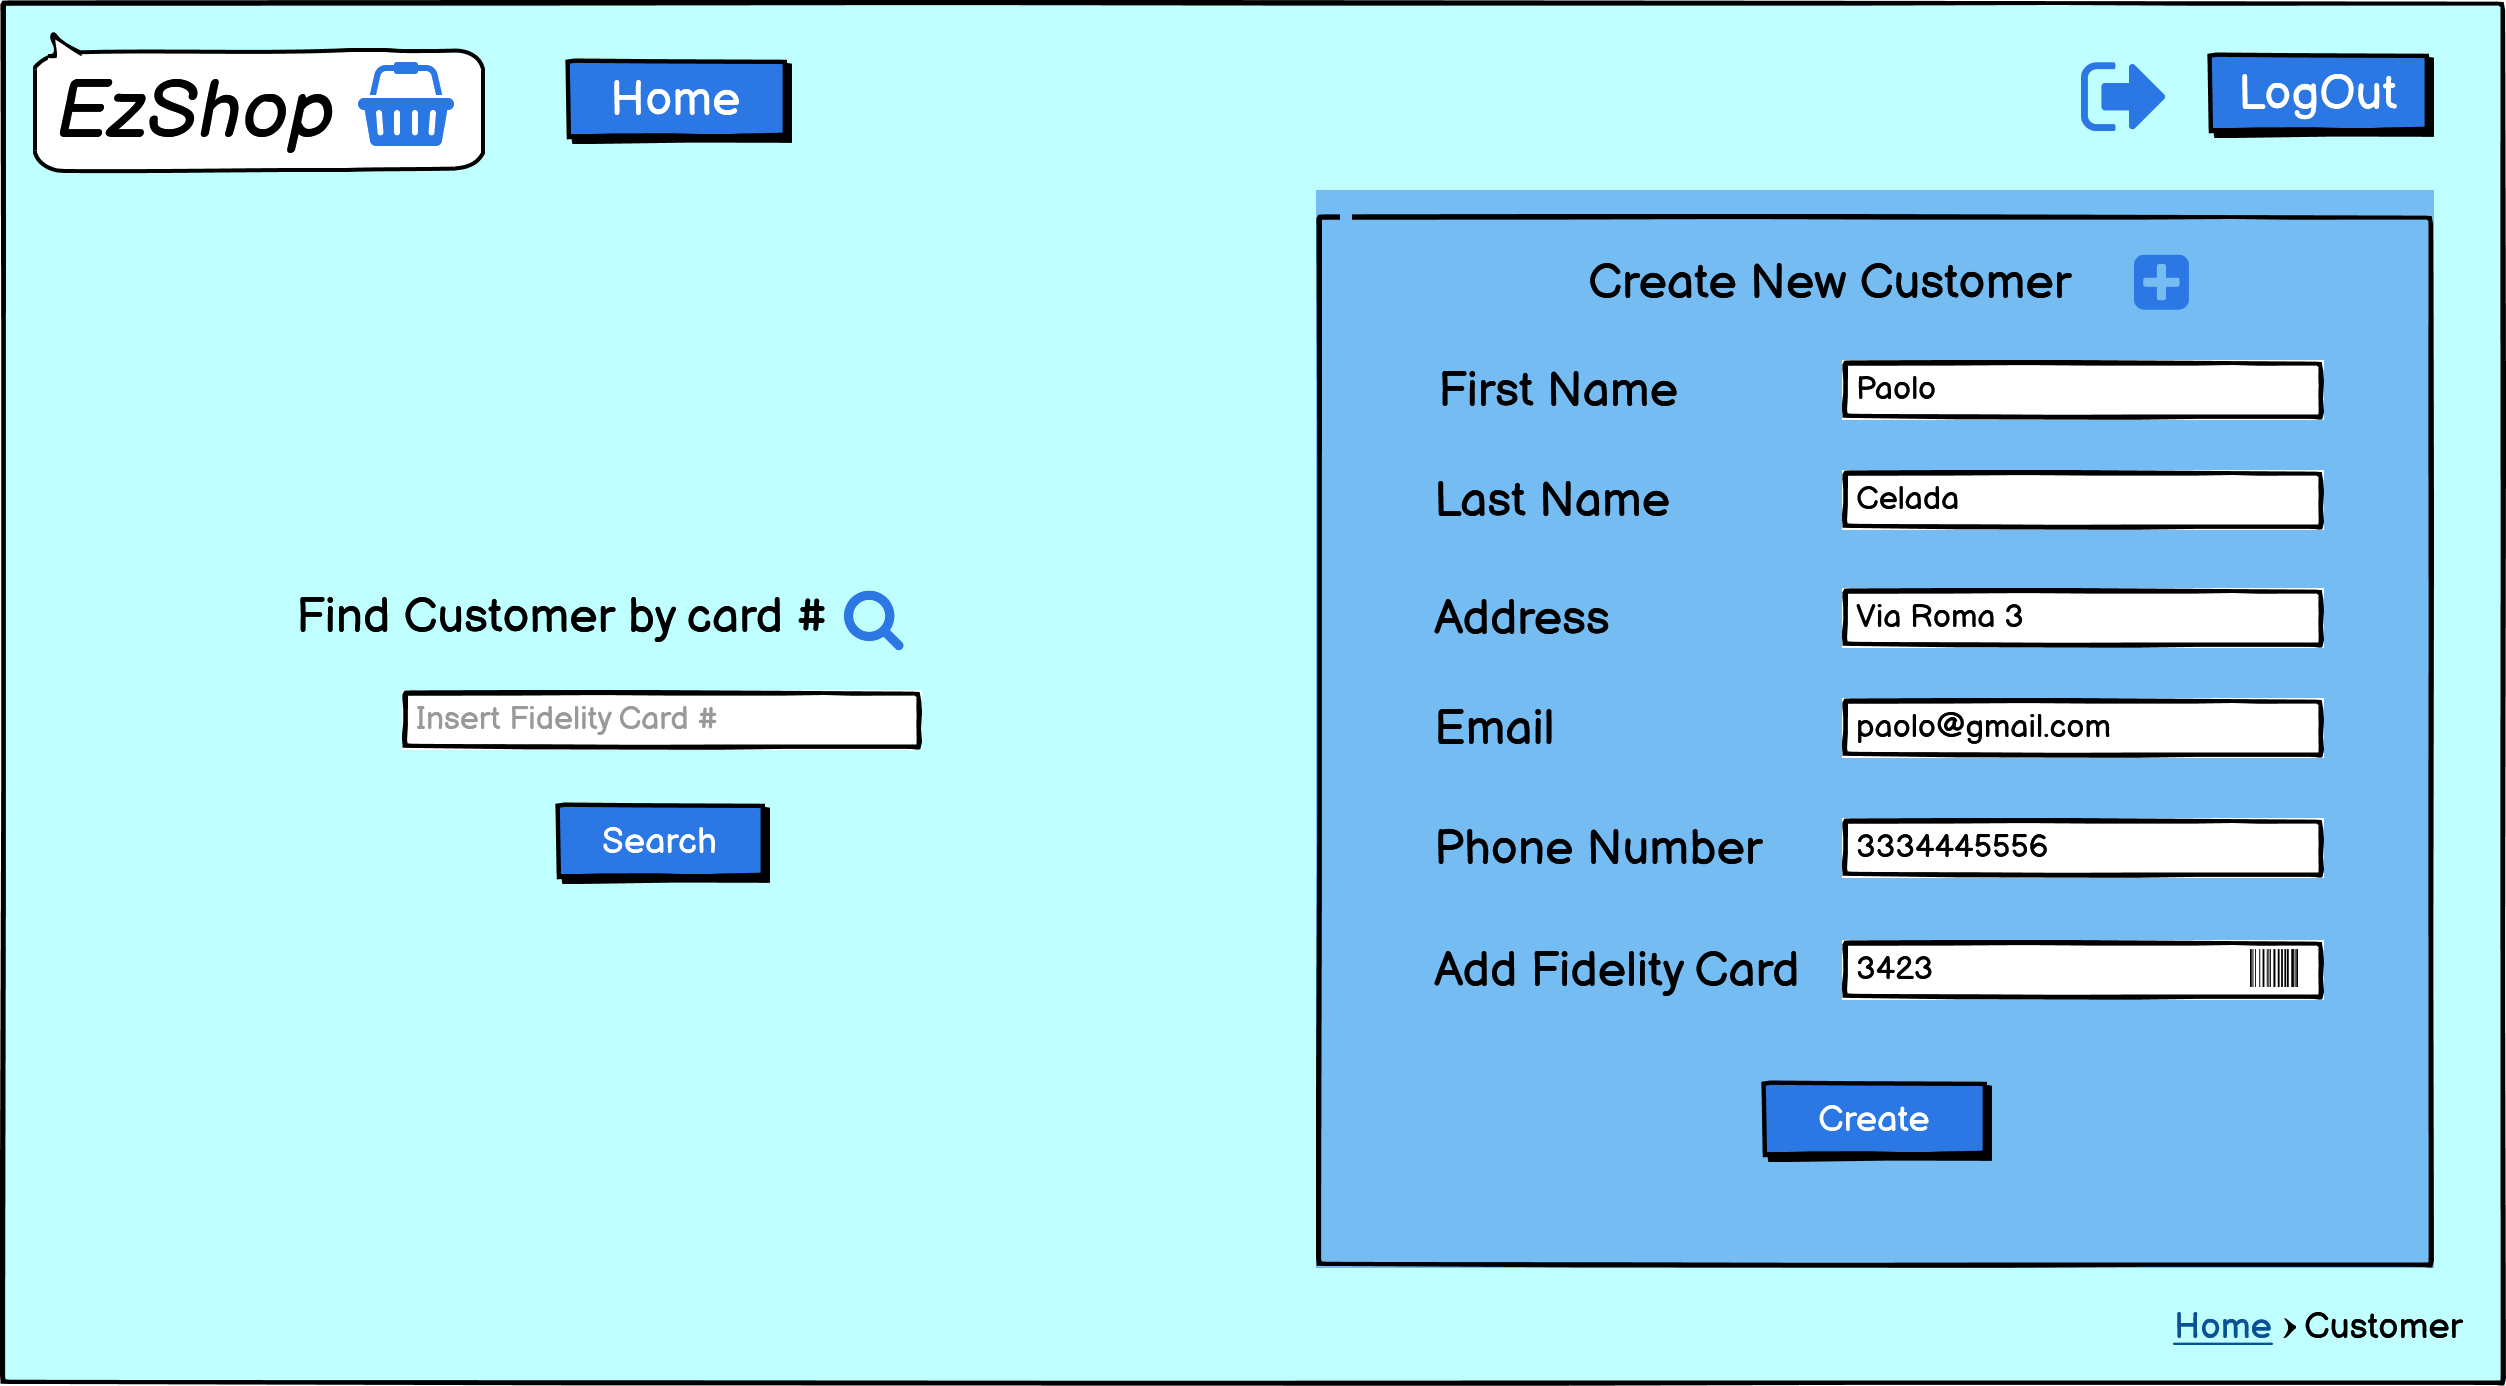 EzShop
Home
LogOut
Find Customer by card #
Insert Fidelity Card #
Search
Create New Customer
First Name
Paolo
Last Name
Celada
Address
Via Roma 3
Email
paolo@gmail.com
Phone Number
3334445556
Add Fidelity Card
3423
Create
Home › Customer